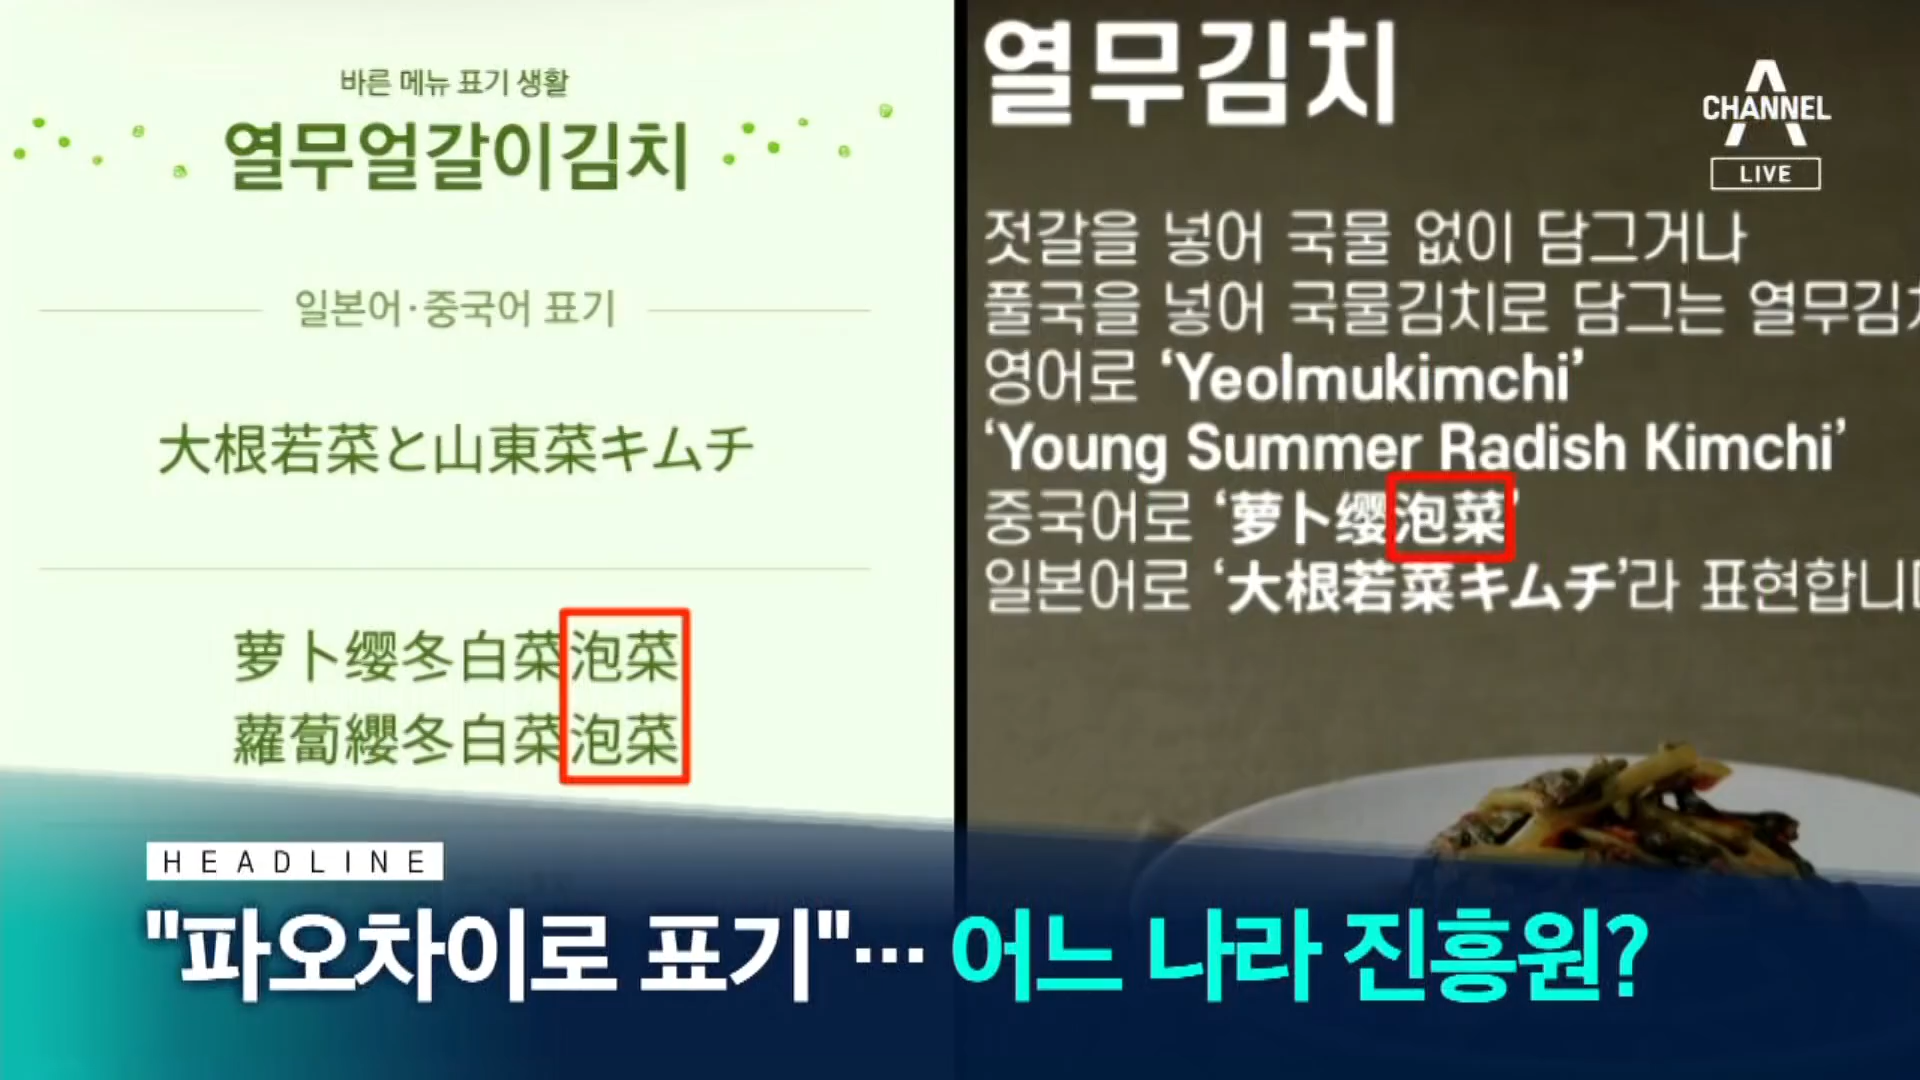 바른 메뉴 표기 생활
열무얼갈이김치
일본어·중국어 표기
大根若菜と山東菜キムチ
萝卜缨冬白菜泡菜
蘿蔔纓冬白菜泡菜
열무김치
젓갈을 넣어 국물 없이 담그거나
풀국을 넣어 국물김치로 담그는 열무김치
영어로 ‘Yeolmukimchi’
‘Young Summer Radish Kimchi’
중국어로 ‘萝卜缨泡菜’
일본어로 ‘大根若菜キムチ’라 표현합니다
CHANNEL A
LIVE
HEADLINE
"파오차이로 표기"… 어느 나라 진흥원?